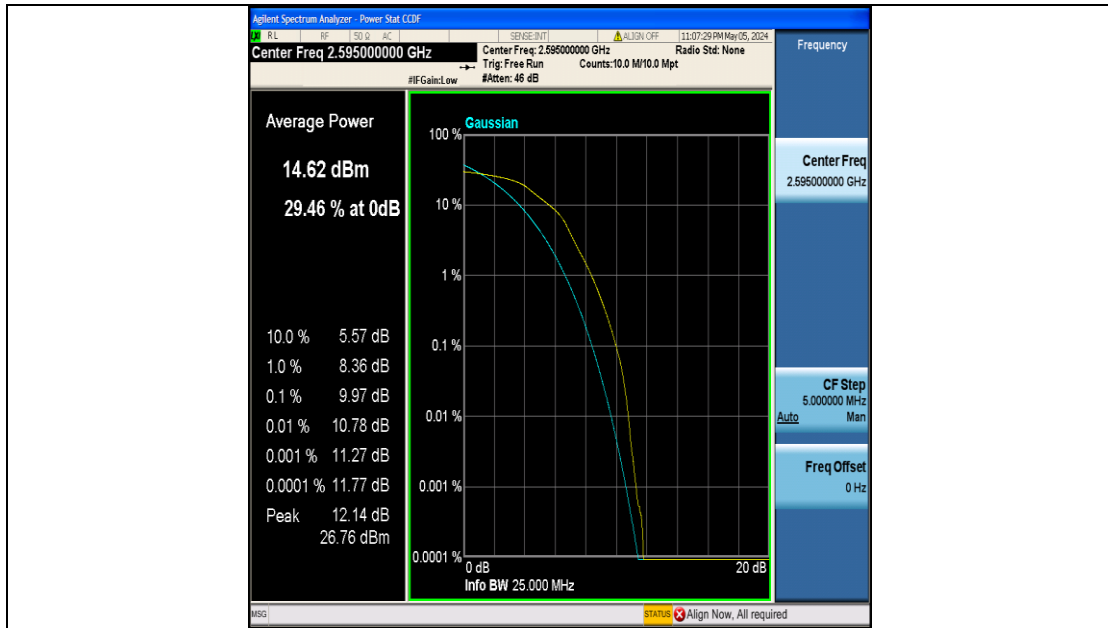 Agilent Spectrum Analyzer - Power Stat CCDF
RL RF 50 Ω AC SENSE:INT ALIGN OFF 11:07:29 PM May 05, 2024
Center Freq 2.595000000 GHz
Center Freq: 2.595000000 GHz Radio Std: None
Trig: Free Run Counts:10.0 M/10.0 Mpt
#IFGain:Low #Atten: 46 dB
Frequency
Average Power
14.62 dBm
29.46 % at 0dB
10.0 % 5.57 dB
1.0 % 8.36 dB
0.1 % 9.97 dB
0.01 % 10.78 dB
0.001 % 11.27 dB
0.0001 % 11.77 dB
Peak 12.14 dB
26.76 dBm
Gaussian
100 %
10 %
1 %
0.1 %
0.01 %
0.001 %
0.0001 %
0 dB 20 dB
Info BW 25.000 MHz
Center Freq
2.595000000 GHz
CF Step
5.000000 MHz
Auto Man
Freq Offset
0 Hz
MSG STATUS Align Now, All required